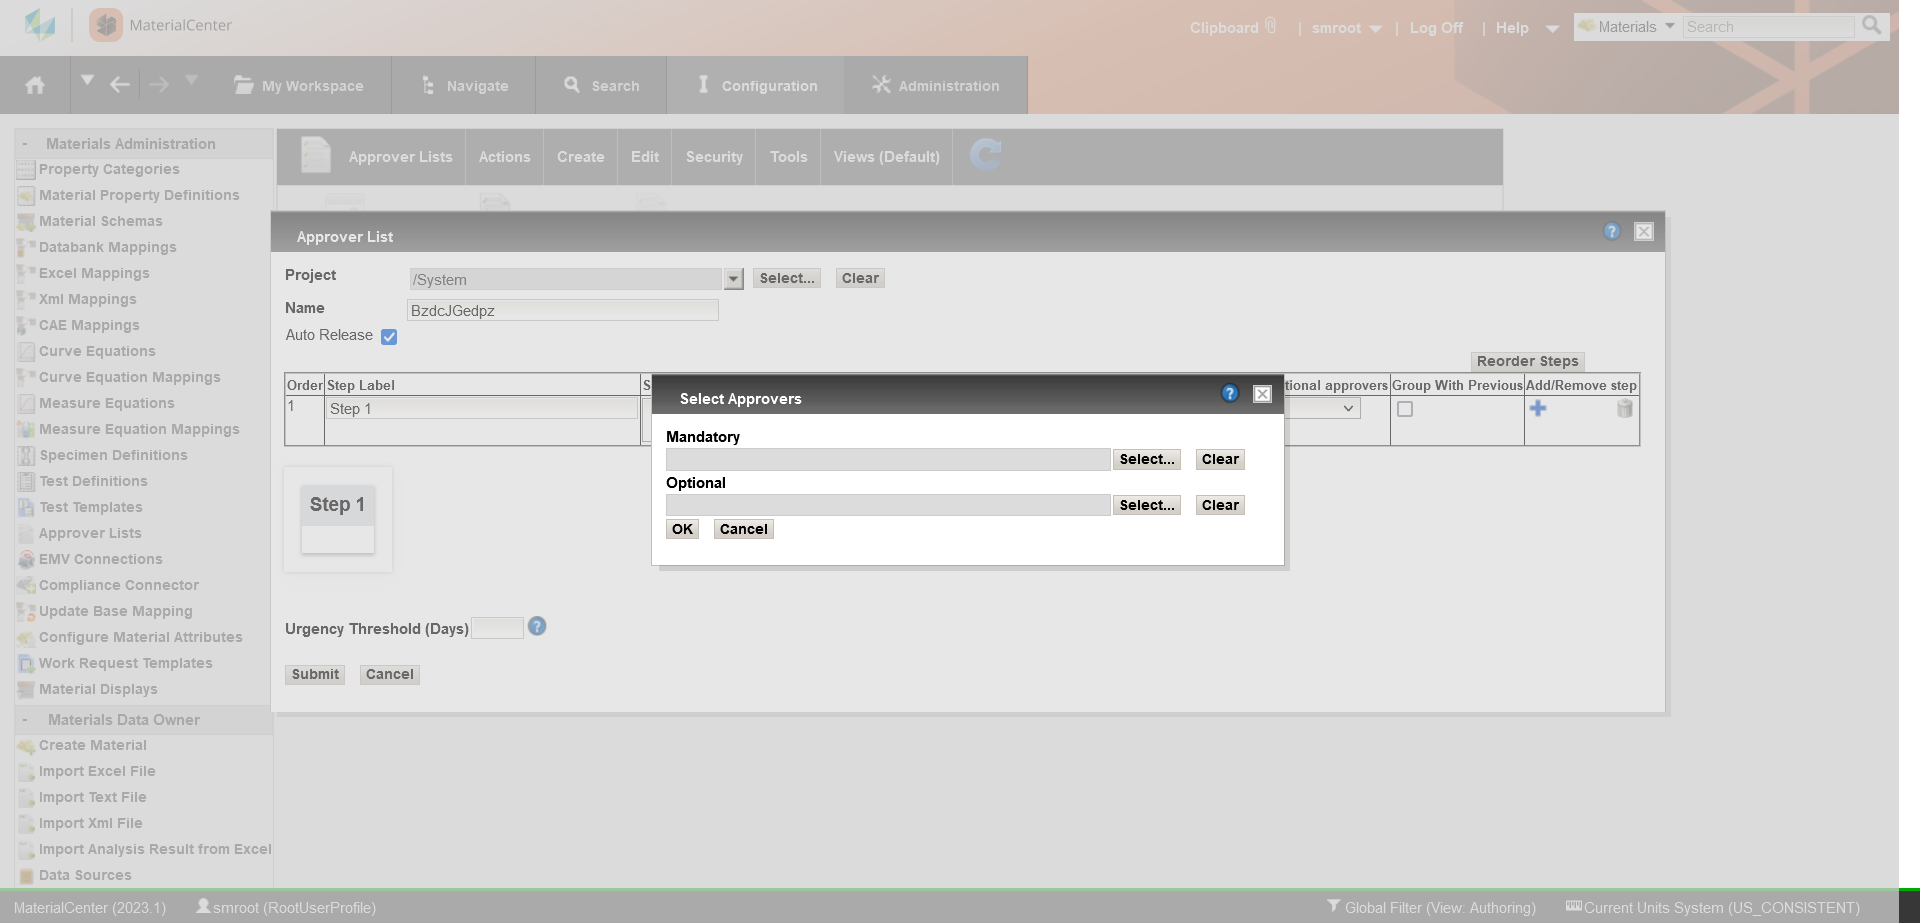 MaterialCenter
Clipboard | smroot | Log Off | Help Materials Search
My Workspace Navigate Search Configuration Administration
- Materials Administration
Property Categories
Material Property Definitions
Material Schemas
Databank Mappings
Excel Mappings
Xml Mappings
CAE Mappings
Curve Equations
Curve Equation Mappings
Measure Equations
Measure Equation Mappings
Specimen Definitions
Test Definitions
Test Templates
Approver Lists
EMV Connections
Compliance Connector
Update Base Mapping
Configure Material Attributes
Work Request Templates
Material Displays
- Materials Data Owner
Create Material
Import Excel File
Import Text File
Import Xml File
Import Analysis Result from Excel
Data Sources
Approver Lists Actions Create Edit Security Tools Views (Default)
Approver List ?
Project /System Select... Clear
Name BzdcJGedpz
Auto Release
Reorder Steps
Order Step Label S tional approvers Group With Previous Add/Remove step
1 Step 1
Step 1
Select Approvers ?
Mandatory
Select... Clear
Optional
Select... Clear
OK Cancel
Urgency Threshold (Days) ?
Submit Cancel
MaterialCenter (2023.1) smroot (RootUserProfile) Global Filter (View: Authoring) Current Units System (US_CONSISTENT)